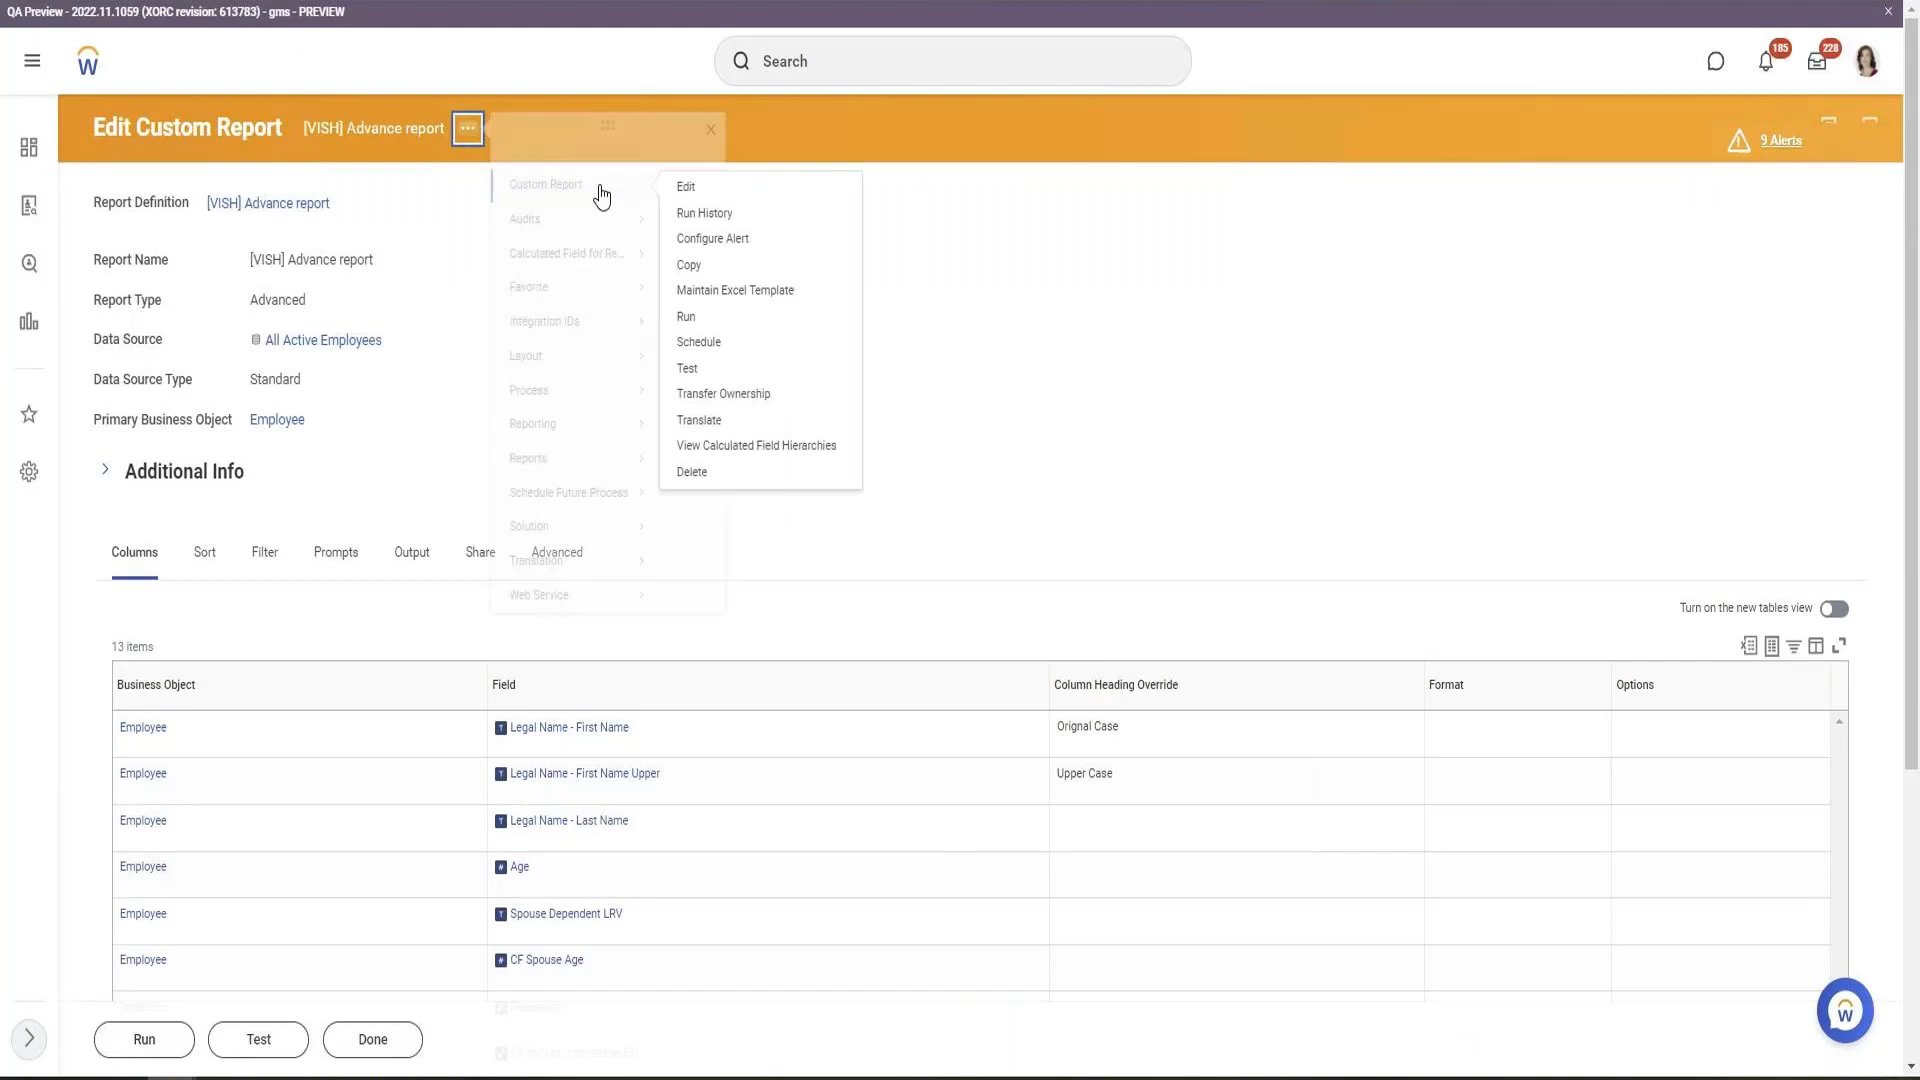 QA Preview - 2022.11.1059 (XORC revision: 613783) - gms - PREVIEW
Search
185
228
Edit Custom Report
[VISH] Advance report
9 Alerts
Report Definition
[VISH] Advance report
Report Name
[VISH] Advance report
Report Type
Advanced
Data Source
All Active Employees
Data Source Type
Standard
Primary Business Object
Employee
Additional Info
Custom Report
Audits
Calculated Field for Re...
Favorite
Integration IDs
Layout
Process
Reporting
Reports
Schedule Future Process
Solution
Translation
Web Service
Edit
Run History
Configure Alert
Copy
Maintain Excel Template
Run
Schedule
Test
Transfer Ownership
Translate
View Calculated Field Hierarchies
Delete
Columns
Sort
Filter
Prompts
Output
Share
Advanced
Turn on the new tables view
13 items
Business Object
Field
Column Heading Override
Format
Options
Employee
Legal Name - First Name
Orignal Case
Employee
Legal Name - First Name Upper
Upper Case
Employee
Legal Name - Last Name
Employee
Age
Employee
Spouse Dependent LRV
Employee
CF Spouse Age
Run
Test
Done